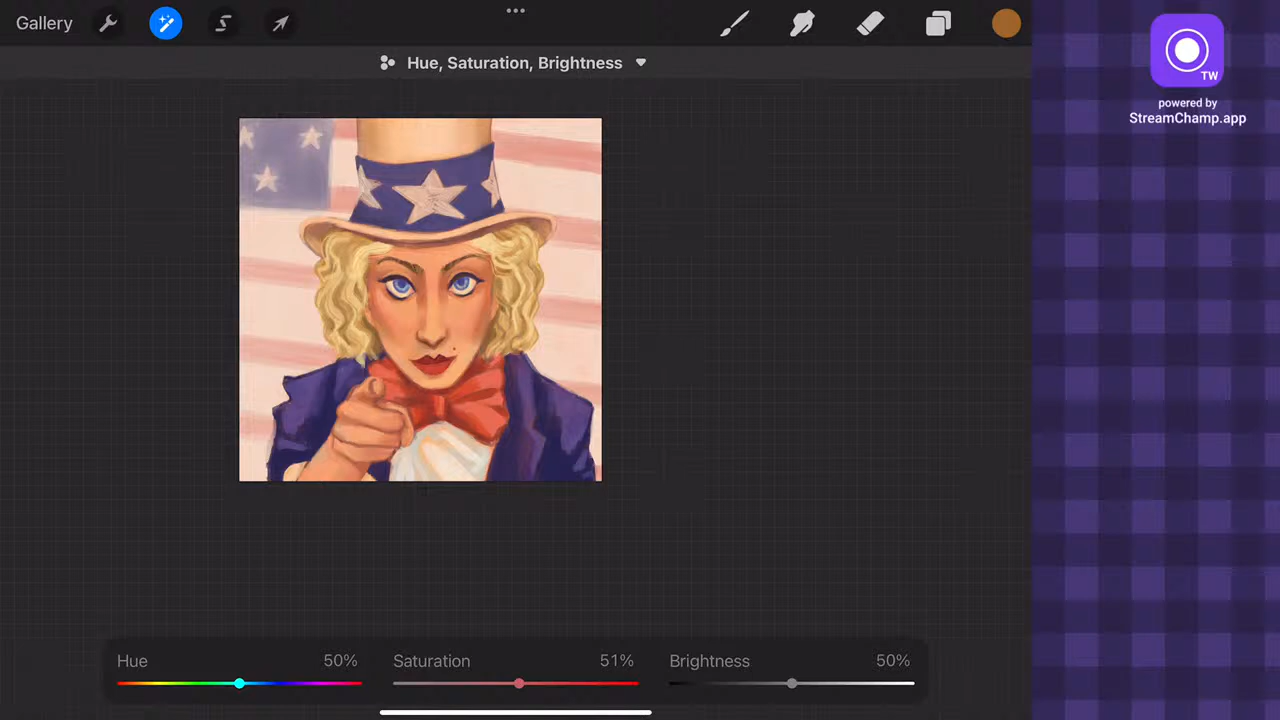 Gallery
Hue, Saturation, Brightness
TW
powered by
StreamChamp.app
Hue 50% Saturation 51% Brightness 50%